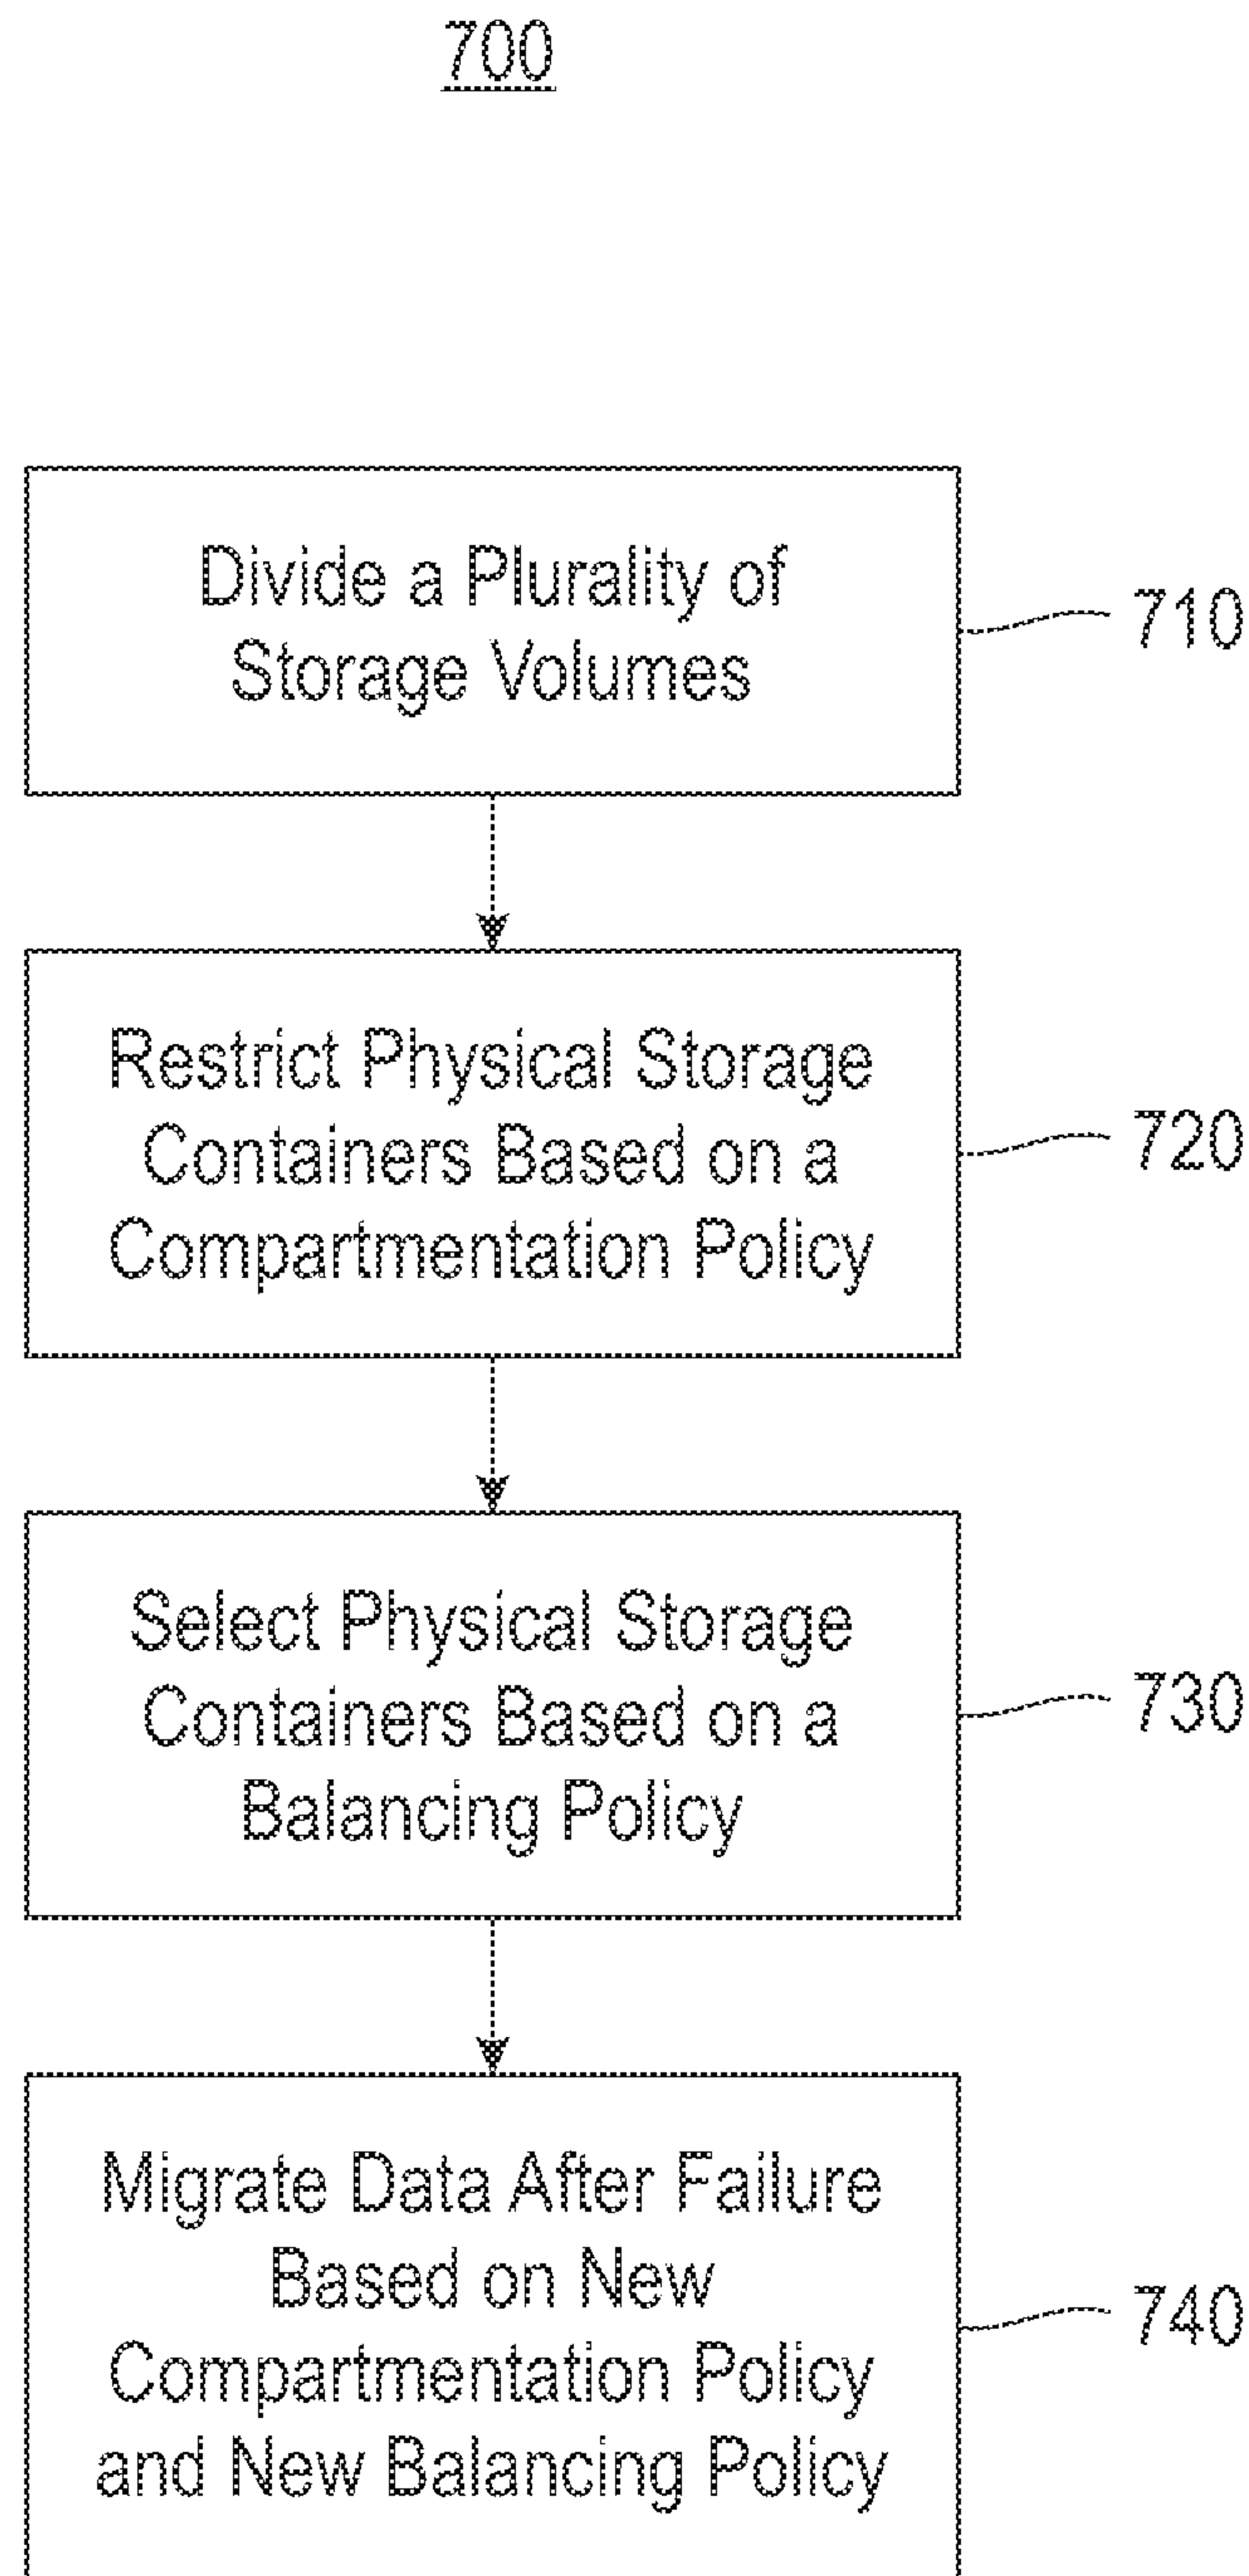 700
Divide a Plurality of
Storage Volumes
710
Restrict Physical Storage
Containers Based on a
Compartmentation Policy
720
Select Physical Storage
Containers Based on a
Balancing Policy
730
Migrate Data After Failure
Based on New
Compartmentation Policy
and New Balancing Policy
740